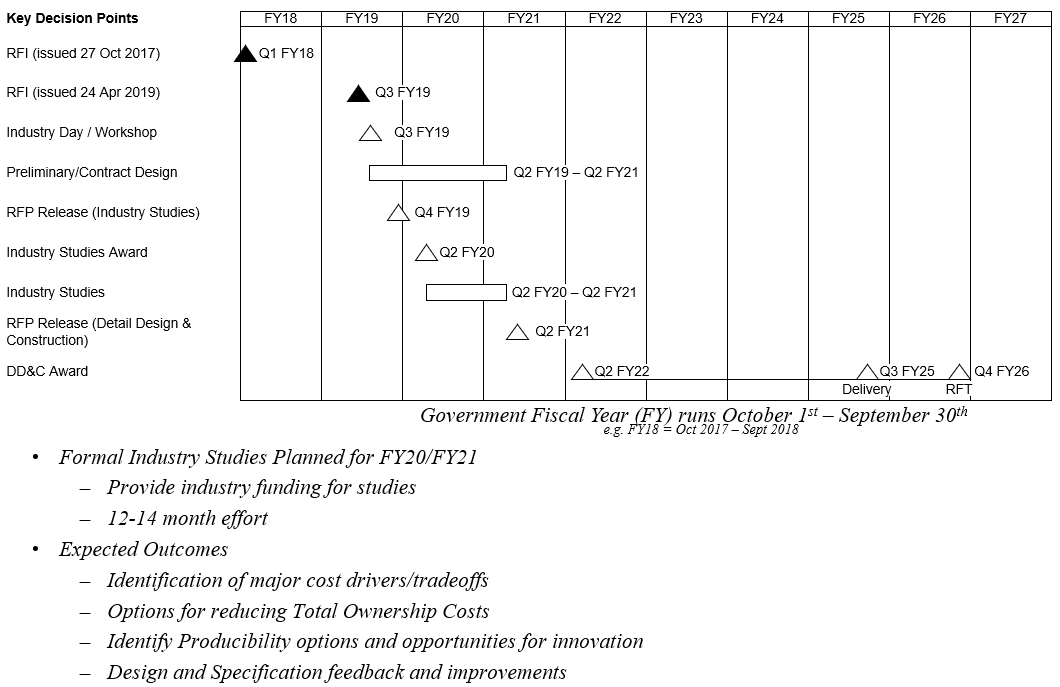 Key Decision Points FY18 FY19 FY20 FY21 FY22 FY23 FY24 FY25 FY26 FY27
RFI (issued 27 Oct 2017) Q1 FY18
RFI (issued 24 Apr 2019) Q3 FY19
Industry Day / Workshop Q3 FY19
Preliminary/Contract Design Q2 FY19 – Q2 FY21
RFP Release (Industry Studies) Q4 FY19
Industry Studies Award Q2 FY20
Industry Studies Q2 FY20 – Q2 FY21
RFP Release (Detail Design &
Construction) Q2 FY21
DD&C Award Q2 FY22 Q3 FY25 Q4 FY26
Delivery RFT
Government Fiscal Year (FY) runs October 1st – September 30th
e.g. FY18 = Oct 2017 – Sept 2018
• Formal Industry Studies Planned for FY20/FY21
– Provide industry funding for studies
– 12-14 month effort
• Expected Outcomes
– Identification of major cost drivers/tradeoffs
– Options for reducing Total Ownership Costs
– Identify Producibility options and opportunities for innovation
– Design and Specification feedback and improvements